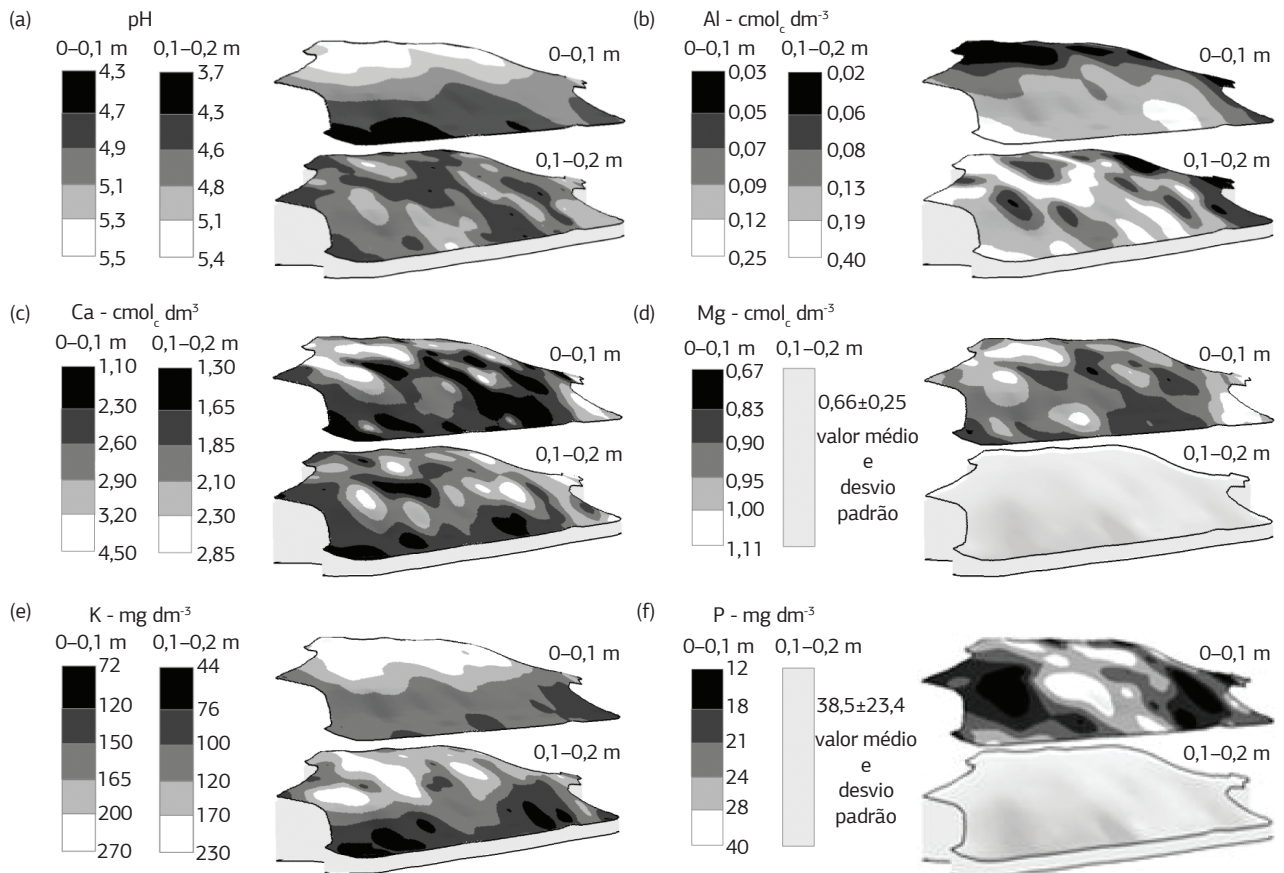 (a)
pH
0–0,1 m
0,1–0,2 m
4,3
4,7
4,9
5,1
5,3
5,5
3,7
4,3
4,6
4,8
5,1
5,4
0–0,1 m
0,1–0,2 m
(b)
Al - cmolc dm-3
0–0,1 m
0,1–0,2 m
0,03
0,05
0,07
0,09
0,12
0,25
0,02
0,06
0,08
0,13
0,19
0,40
0–0,1 m
0,1–0,2 m
(c)
Ca - cmolc dm3
0–0,1 m
0,1–0,2 m
1,10
2,30
2,60
2,90
3,20
4,50
1,30
1,65
1,85
2,10
2,30
2,85
0–0,1 m
0,1–0,2 m
(d)
Mg - cmolc dm-3
0–0,1 m
0,1–0,2 m
0,67
0,83
0,90
0,95
1,00
1,11
0,66±0,25
valor médio
e
desvio
padrão
0–0,1 m
0,1–0,2 m
(e)
K - mg dm-3
0–0,1 m
0,1–0,2 m
72
120
150
165
200
270
44
76
100
120
170
230
0–0,1 m
0,1–0,2 m
(f)
P - mg dm-3
0–0,1 m
0,1–0,2 m
12
18
21
24
28
40
38,5±23,4
valor médio
e
desvio
padrão
0–0,1 m
0,1–0,2 m